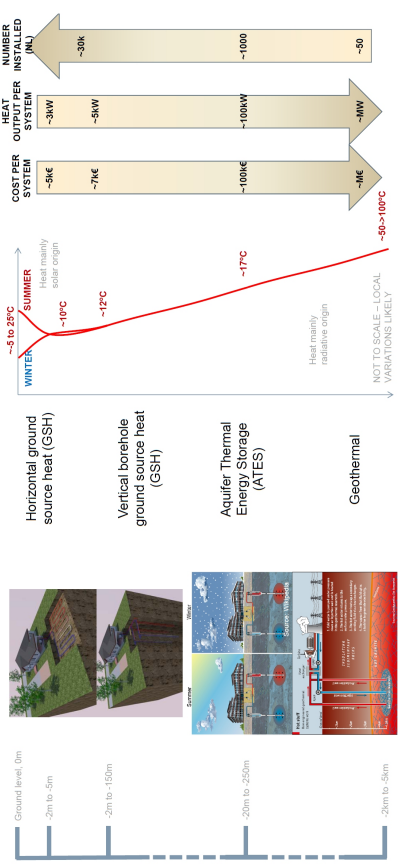 Ground level, 0m
-2m to -5m
-2m to -150m
-20m to -250m
-2km to -5km
Summer
Winter
Source:Wikipedia
Horizontal ground
source heat (GSH)
Vertical borehole
ground source heat
(GSH)
Aquifer Thermal
Energy Storage
(ATES)
Geothermal
~-5 to 25ºC
WINTER
SUMMER
~10ºC
~12ºC
~17ºC
~50->100ºC
Heat mainly
solar origin
Heat mainly
radiative origin
NOT TO SCALE – LOCAL
VARIATIONS LIKELY
COST PER
SYSTEM
~5k€
~7k€
~100k€
~M€
HEAT
OUTPUT PER
SYSTEM
~3kW
~5kW
~100kW
~MW
NUMBER
INSTALLED
(NL)
~30k
~1000
~50